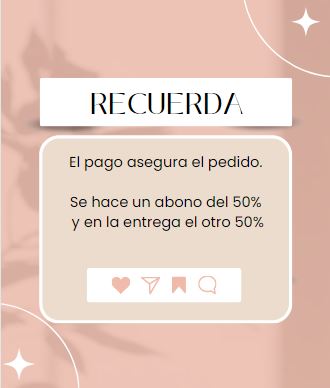 RECUERDA
El pago asegura el pedido.
Se hace un abono del 50%
y en la entrega el otro 50%